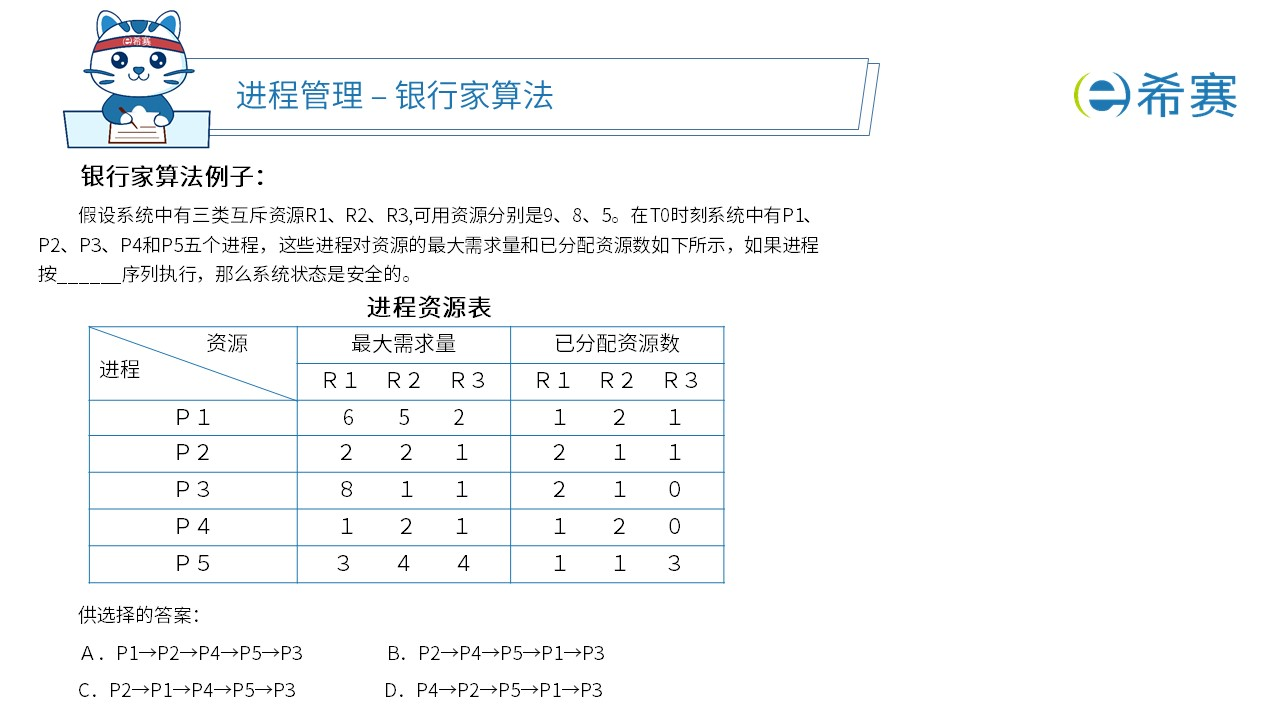 ㊣希赛
进程管理 – 银行家算法
希赛
银行家算法例子：
假设系统中有三类互斥资源R1、R2、R3,可用资源分别是9、8、5。在T0时刻系统中有P1、
P2、P3、P4和P5五个进程，这些进程对资源的最大需求量和已分配资源数如下所示，如果进程
按______序列执行，那么系统状态是安全的。
进程资源表
资源 最大需求量 已分配资源数
进程 R1 R2 R3 R1 R2 R3
P1 6 5 2 1 2 1
P2 2 2 1 2 1 1
P3 8 1 1 2 1 0
P4 1 2 1 1 2 0
P5 3 4 4 1 1 3
供选择的答案：
A．P1→P2→P4→P5→P3 B．P2→P4→P5→P1→P3
C．P2→P1→P4→P5→P3 D．P4→P2→P5→P1→P3